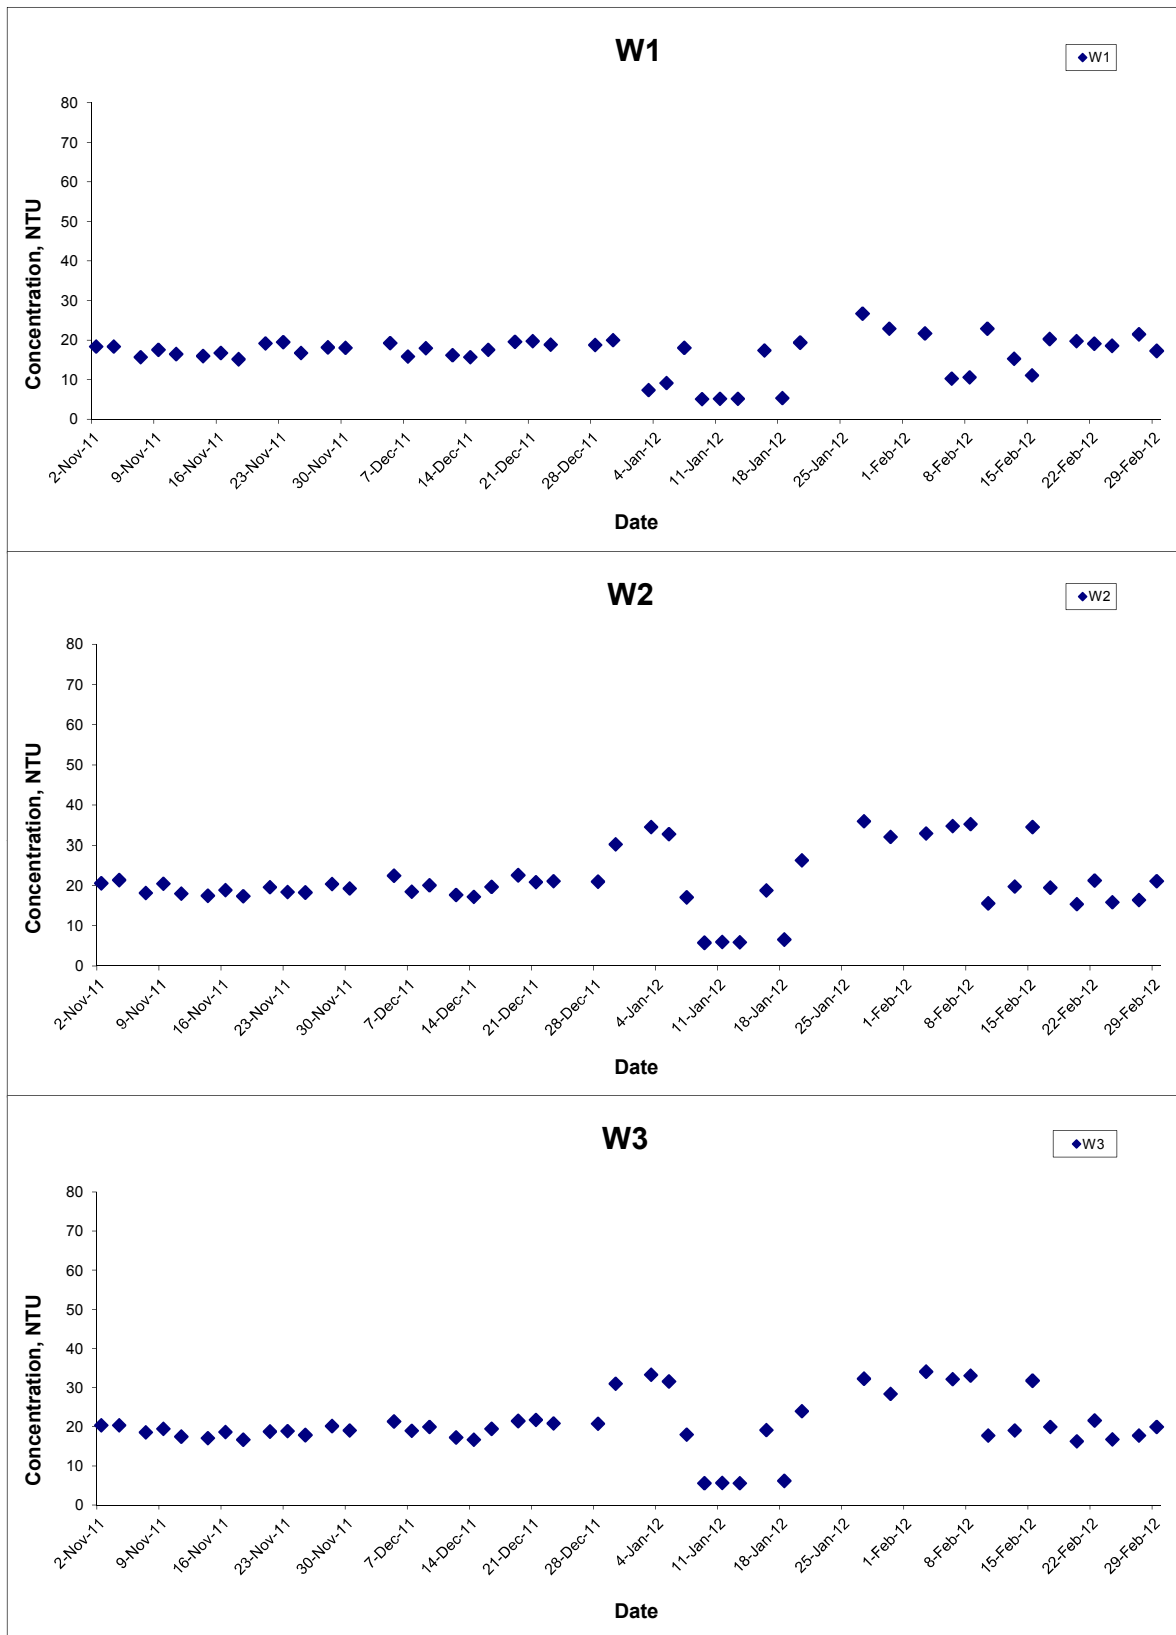 W1
W1
80
70
60
50
40
30
20
10
0
Concentration, NTU
2-Nov-11
9-Nov-11
16-Nov-11
23-Nov-11
30-Nov-11
7-Dec-11
14-Dec-11
21-Dec-11
28-Dec-11
4-Jan-12
11-Jan-12
18-Jan-12
25-Jan-12
1-Feb-12
8-Feb-12
15-Feb-12
22-Feb-12
29-Feb-12
Date
W2
W2
80
70
60
50
40
30
20
10
0
Concentration, NTU
2-Nov-11
9-Nov-11
16-Nov-11
23-Nov-11
30-Nov-11
7-Dec-11
14-Dec-11
21-Dec-11
28-Dec-11
4-Jan-12
11-Jan-12
18-Jan-12
25-Jan-12
1-Feb-12
8-Feb-12
15-Feb-12
22-Feb-12
29-Feb-12
Date
W3
W3
80
70
60
50
40
30
20
10
0
Concentration, NTU
2-Nov-11
9-Nov-11
16-Nov-11
23-Nov-11
30-Nov-11
7-Dec-11
14-Dec-11
21-Dec-11
28-Dec-11
4-Jan-12
11-Jan-12
18-Jan-12
25-Jan-12
1-Feb-12
8-Feb-12
15-Feb-12
22-Feb-12
29-Feb-12
Date